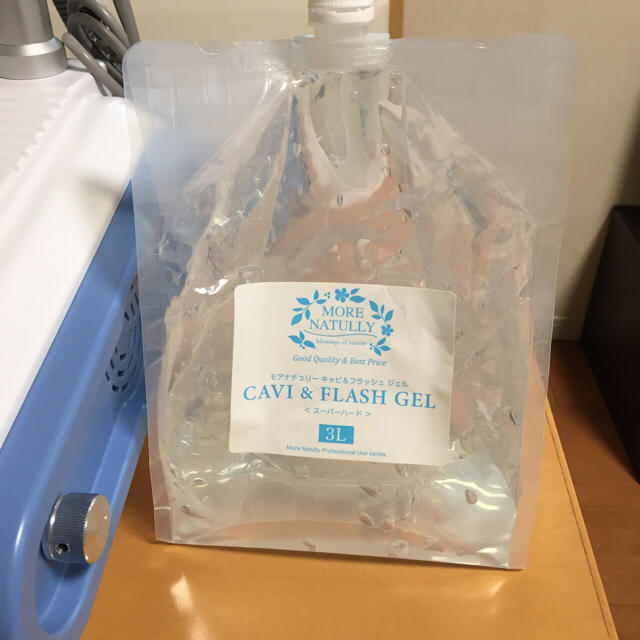 MORE
NATULLY
blessings of nature
Good Quality & Best Price
モアナチュリー キャビ&フラッシュ ジェル
CAVI & FLASH GEL
＜スーパーハード＞
3L
More Natully Professional Use series